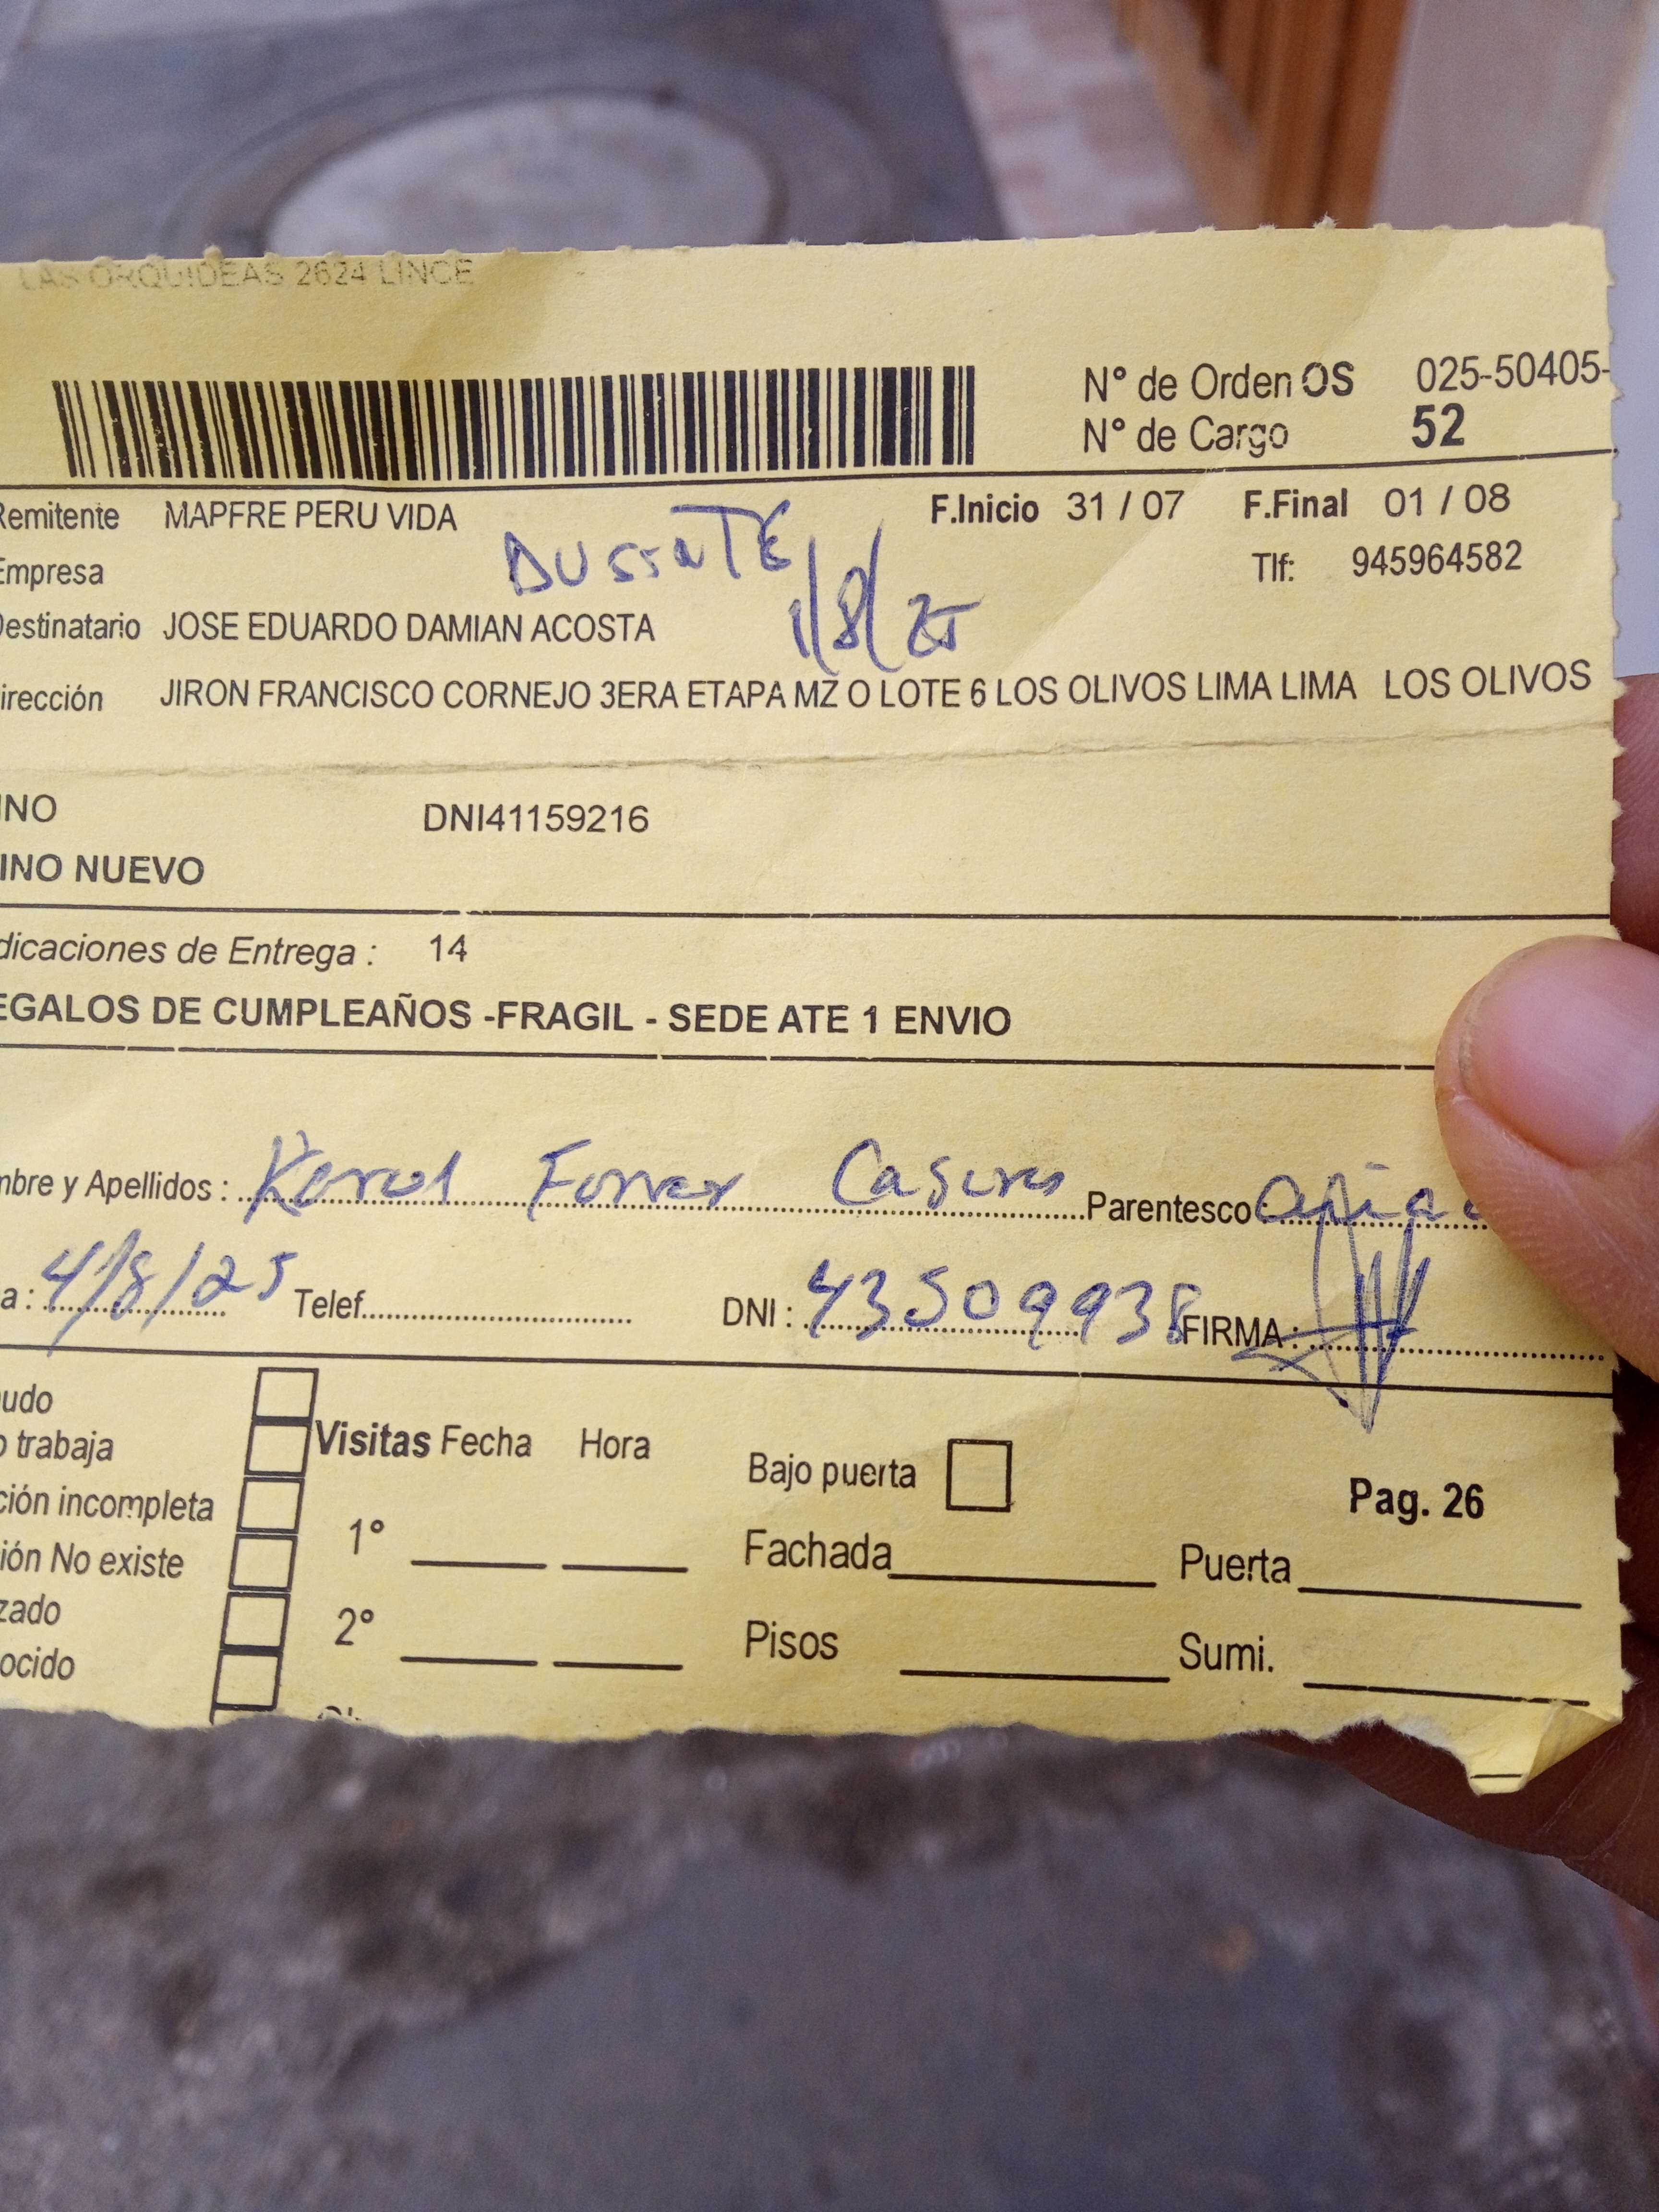 LAS ORQUIDEAS 2624 LINCE
N° de Orden OS 025-50405-
N° de Cargo 52
Remitente MAPFRE PERU VIDA F.Inicio 31 / 07 F.Final 01 / 08
Empresa AUSENTE Tlf: 945964582
Destinatario JOSE EDUARDO DAMIAN ACOSTA 1/8/25
irección JIRON FRANCISCO CORNEJO 3ERA ETAPA MZ O LOTE 6 LOS OLIVOS LIMA LIMA LOS OLIVOS
INO DNI41159216
INO NUEVO
dicaciones de Entrega : 14
EGALOS DE CUMPLEAÑOS -FRAGIL - SEDE ATE 1 ENVIO
mbre y Apellidos : Parentesco
a : 4/8/25 Telef. DNI : 43509938 FIRMA :
udo
o trabaja Visitas Fecha Hora Bajo puerta
ción incompleta Pag. 26
ión No existe 1° Fachada Puerta
zado 2° Pisos Sumi.
ocido